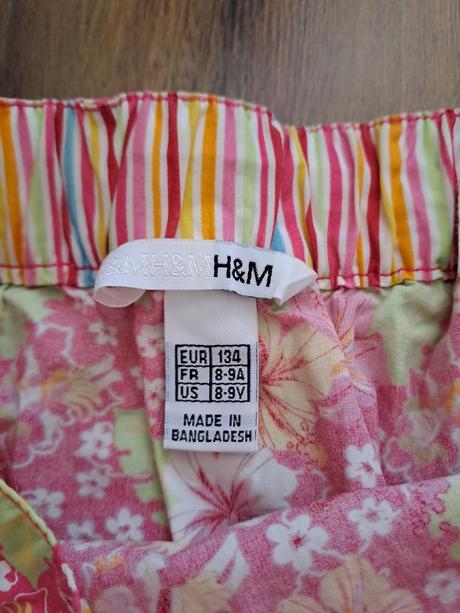 &MH&MH&M
EUR 134
FR 8-9A
US 8-9Y
MADE IN
BANGLADESH